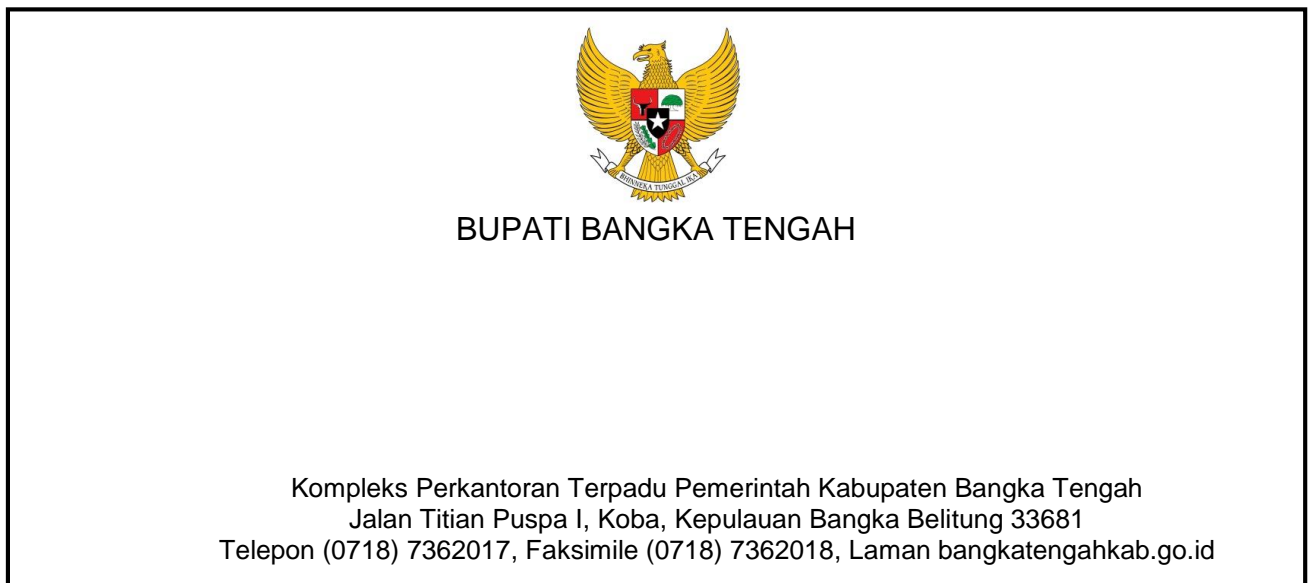 BHINNEKA TUNGGAL IKA
BUPATI BANGKA TENGAH
Kompleks Perkantoran Terpadu Pemerintah Kabupaten Bangka Tengah
Jalan Titian Puspa I, Koba, Kepulauan Bangka Belitung 33681
Telepon (0718) 7362017, Faksimile (0718) 7362018, Laman bangkatengahkab.go.id